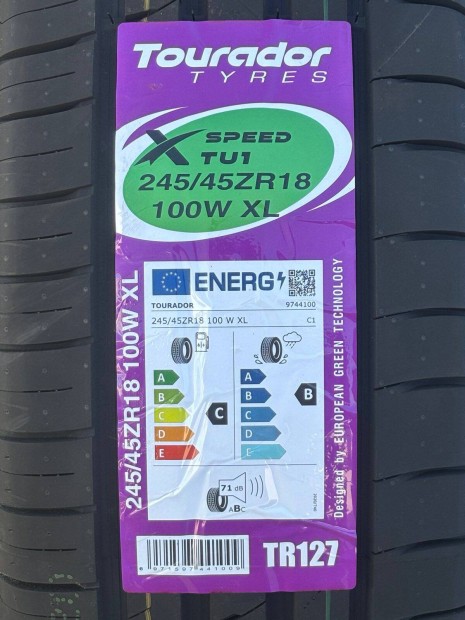 Tourador
TYRES
X SPEED
TU1
245/45ZR18
100W XL
245/45ZR18 100W XL
ENERG
TOURADOR
9744100
245/45ZR18 100 W XL
C1
A
B
C
D
E
C
A
B
C
D
E
B
71 dB
ABC
Designed by EUROPEAN GREEN TECHNOLOGY
TR127